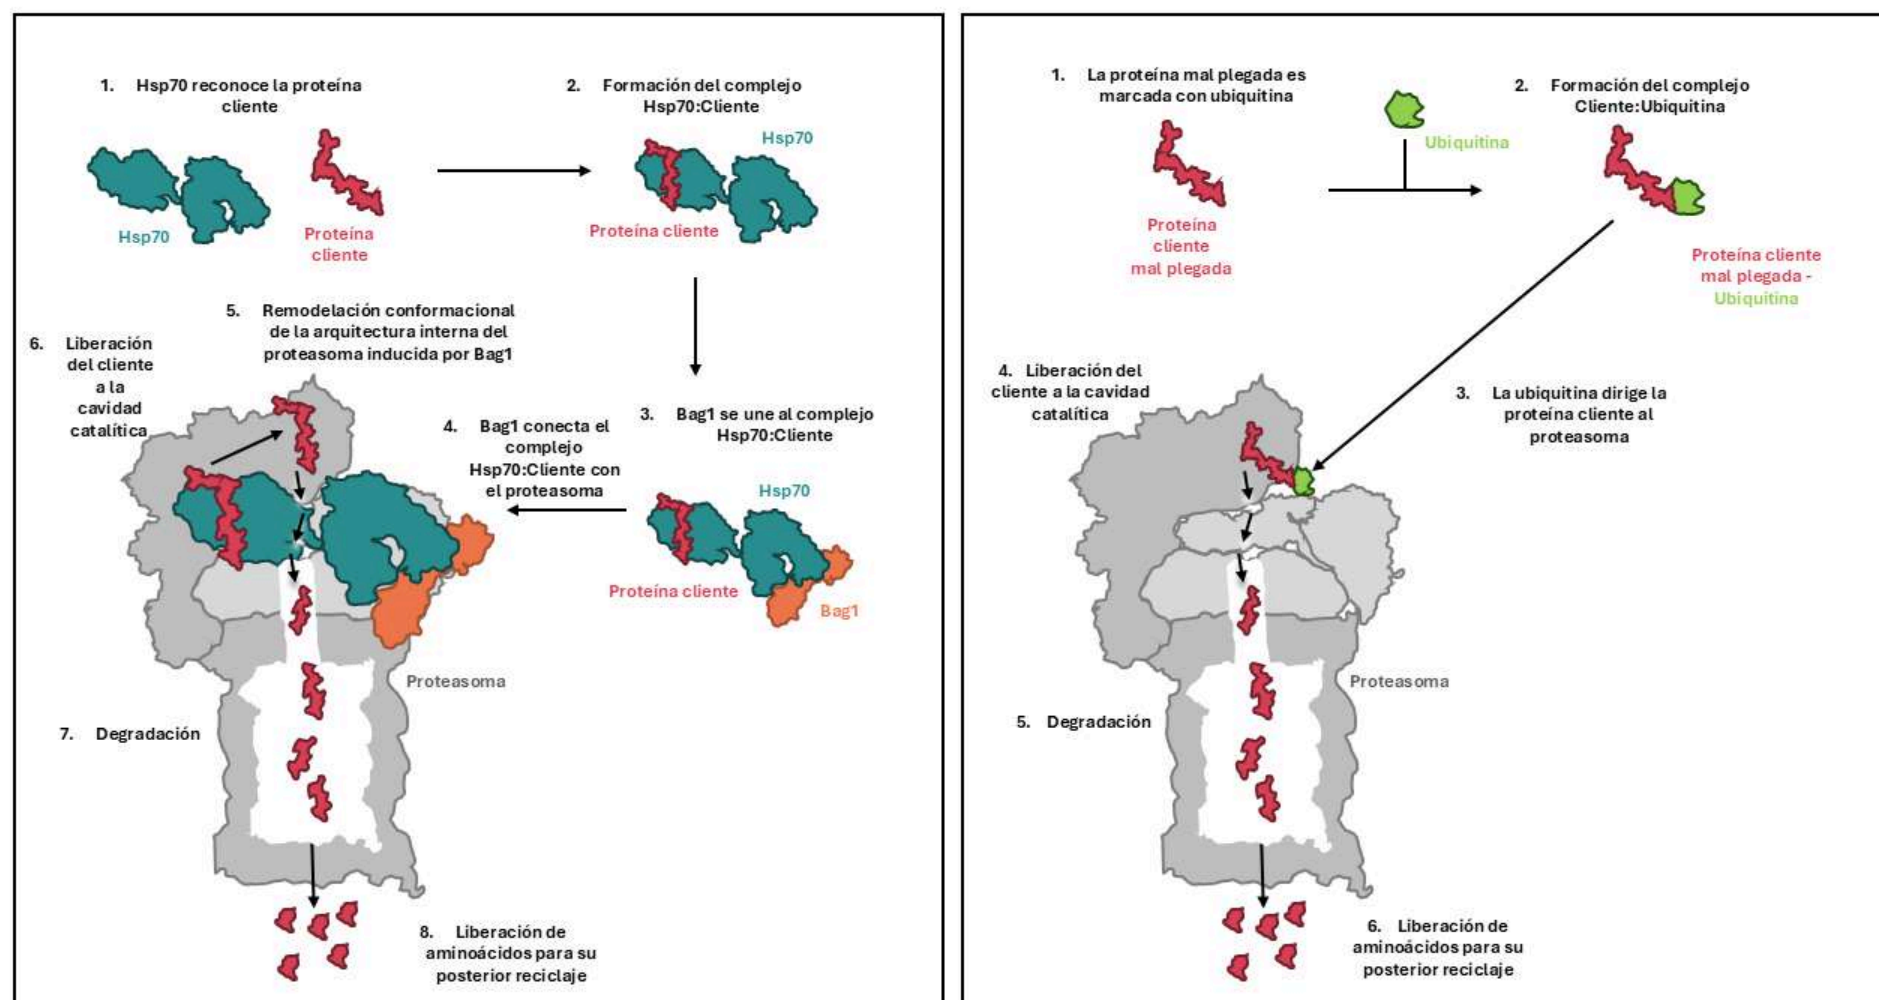 1. Hsp70 reconoce la proteína
cliente
Hsp70
Proteína
cliente
2. Formación del complejo
Hsp70:Cliente
Hsp70
Proteína cliente
3. Bag1 se une al complejo
Hsp70:Cliente
Hsp70
Proteína cliente
Bag1
4. Bag1 conecta el
complejo
Hsp70:Cliente con
el proteasoma
5. Remodelación conformacional
de la arquitectura interna del
proteasoma inducida por Bag1
6. Liberación
del cliente
a la
cavidad
catalítica
Proteasoma
7. Degradación
8. Liberación de
aminoácidos para su
posterior reciclaje
1. La proteína mal plegada es
marcada con ubiquitina
Proteína
cliente
mal plegada
Ubiquitina
2. Formación del complejo
Cliente:Ubiquitina
Proteína cliente
mal plegada -
Ubiquitina
3. La ubiquitina dirige la
proteína cliente al
proteasoma
4. Liberación del
cliente a la cavidad
catalítica
Proteasoma
5. Degradación
6. Liberación de
aminoácidos para su
posterior reciclaje